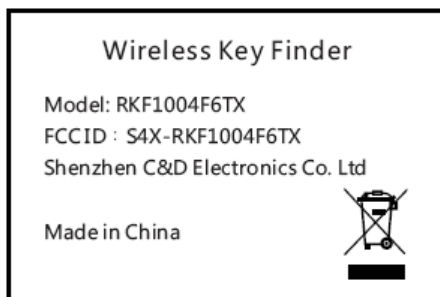 Wireless Key Finder
Model: RKF1004F6TX
FCCID : S4X-RKF1004F6TX
Shenzhen C&D Electronics Co. Ltd
Made in China